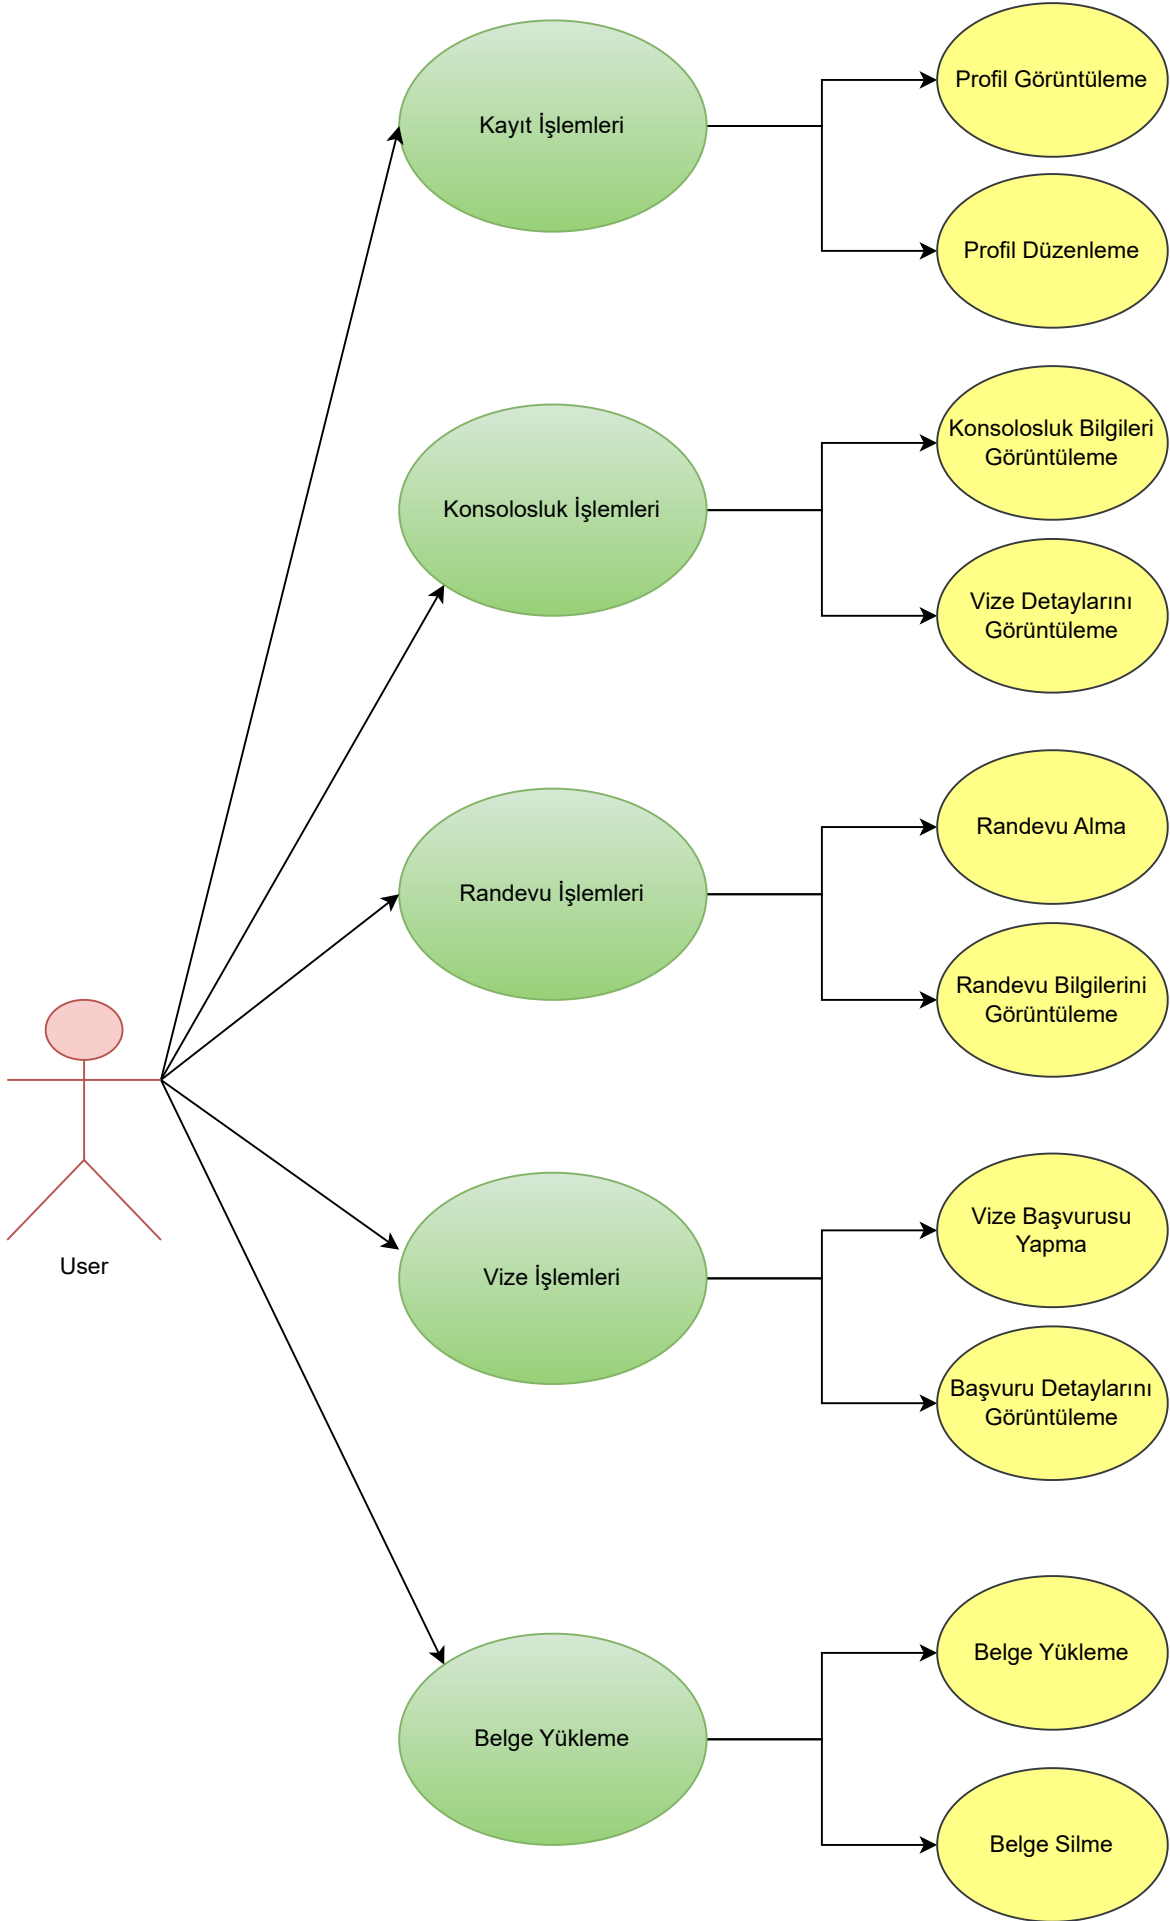 Kayıt İşlemleri
Profil Görüntüleme
Profil Düzenleme
Konsolosluk İşlemleri
Konsolosluk Bilgileri
Görüntüleme
Vize Detaylarını
Görüntüleme
Randevu İşlemleri
Randevu Alma
Randevu Bilgilerini
Görüntüleme
User
Vize İşlemleri
Vize Başvurusu
Yapma
Başvuru Detaylarını
Görüntüleme
Belge Yükleme
Belge Yükleme
Belge Silme